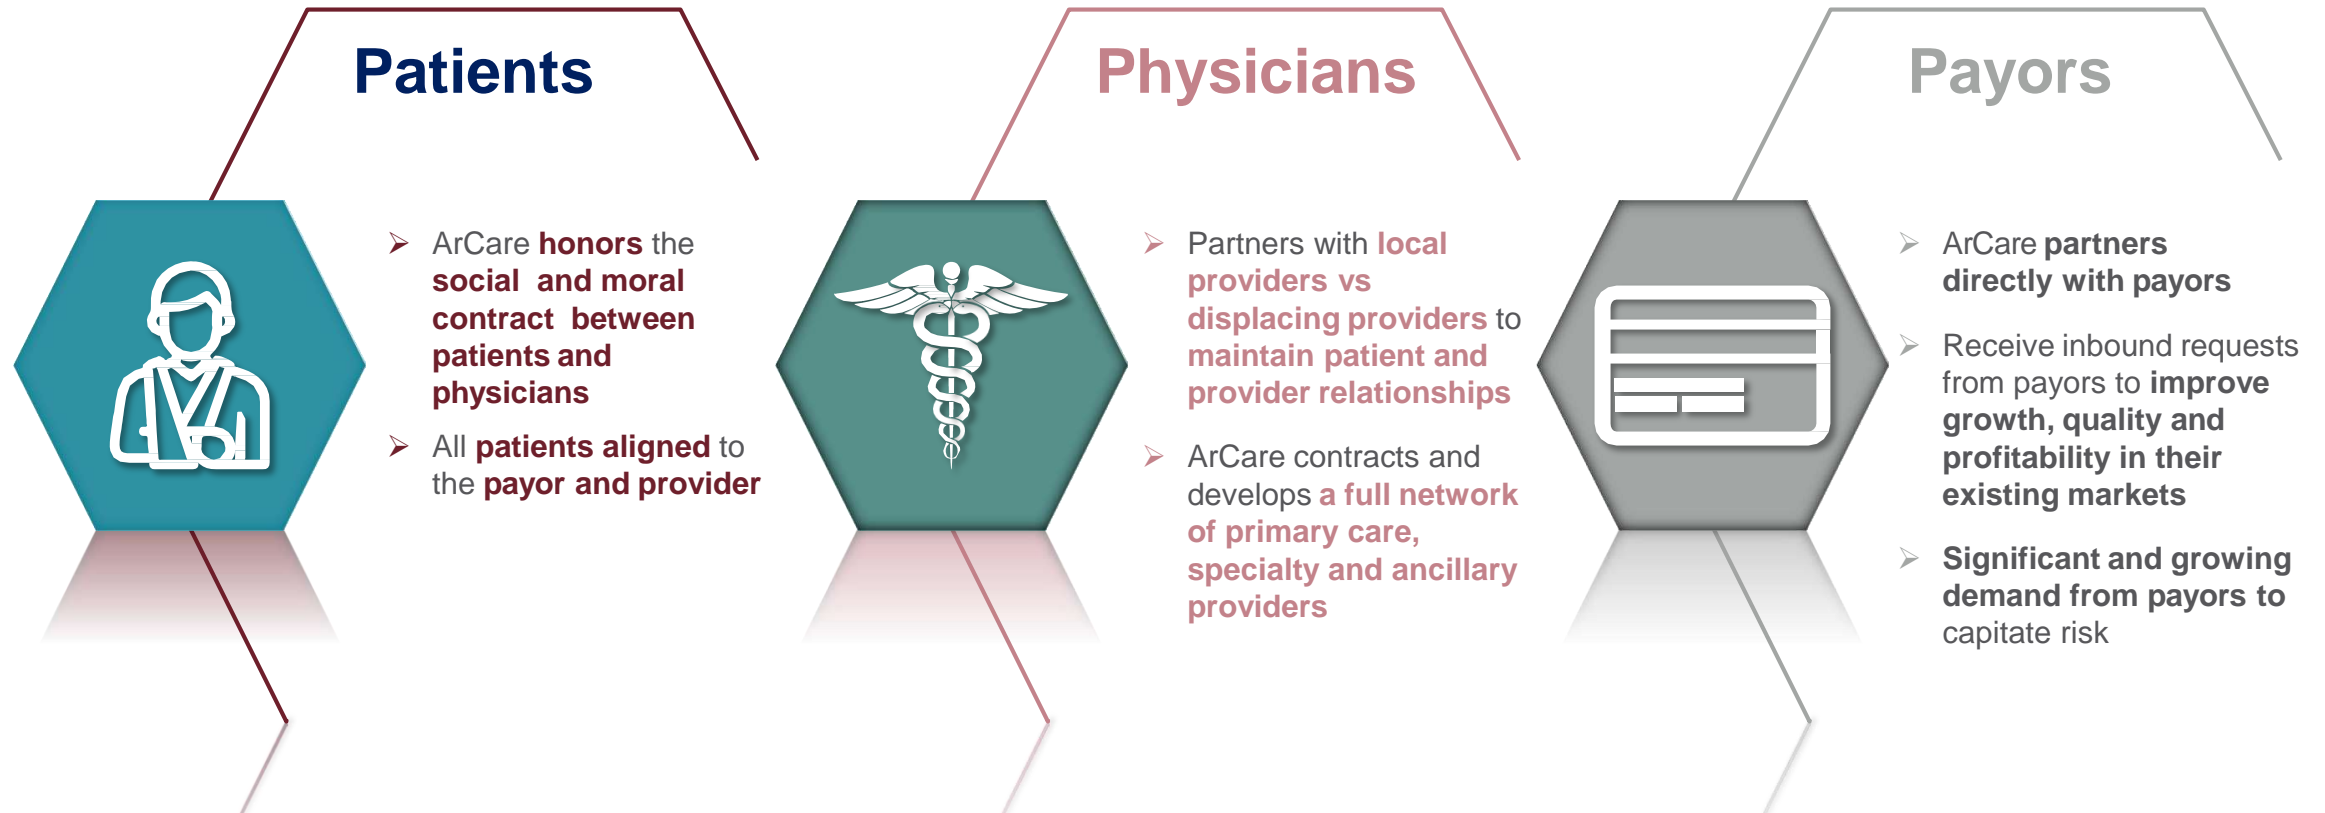 Patients
ArCare honors the
social and moral
contract between
patients and
physicians
All patients aligned to
the payor and provider
Physicians
Partners with local
providers vs
displacing providers to
maintain patient and
provider relationships
ArCare contracts and
develops a full network
of primary care,
specialty and ancillary
providers
Payors
ArCare partners
directly with payors
Receive inbound requests
from payors to improve
growth, quality and
profitability in their
existing markets
Significant and growing
demand from payors to
capitate risk